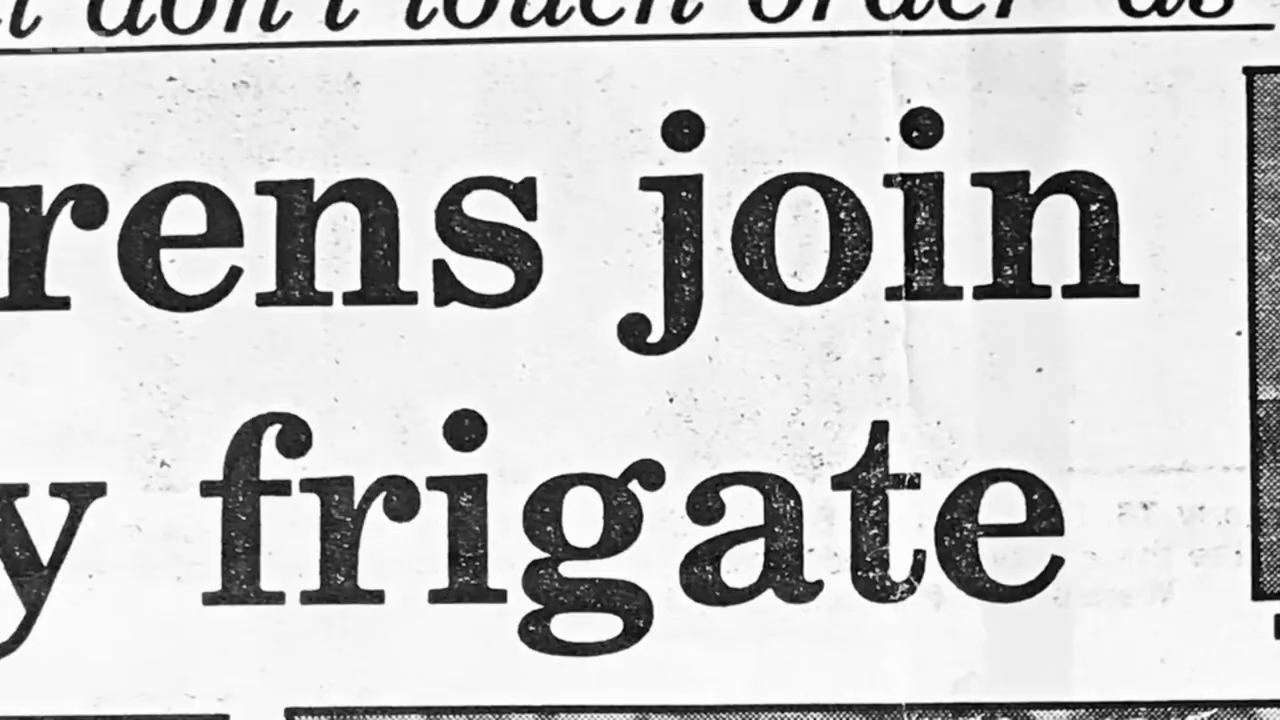 don't touch order as
rens join
y frigate